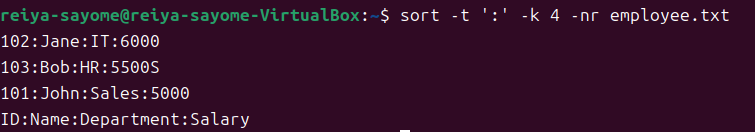 reiya-sayome@reiya-sayome-VirtualBox:~$ sort -t ':' -k 4 -nr employee.txt
102:Jane:IT:6000
103:Bob:HR:5500S
101:John:Sales:5000
ID:Name:Department:Salary